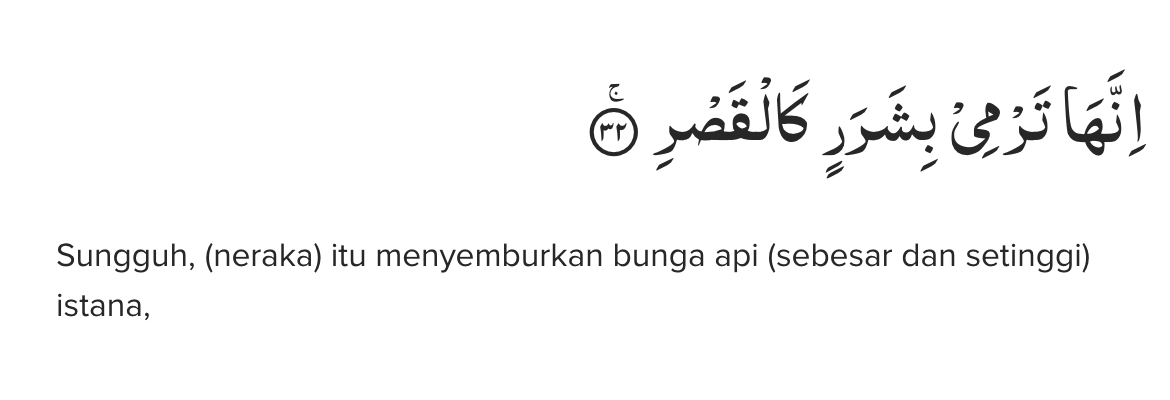 اِنَّهَا تَرْمِيْ بِشَرَرٍ كَالْقَصْرِۚ ٣٢
Sungguh, (neraka) itu menyemburkan bunga api (sebesar dan setinggi)
istana,